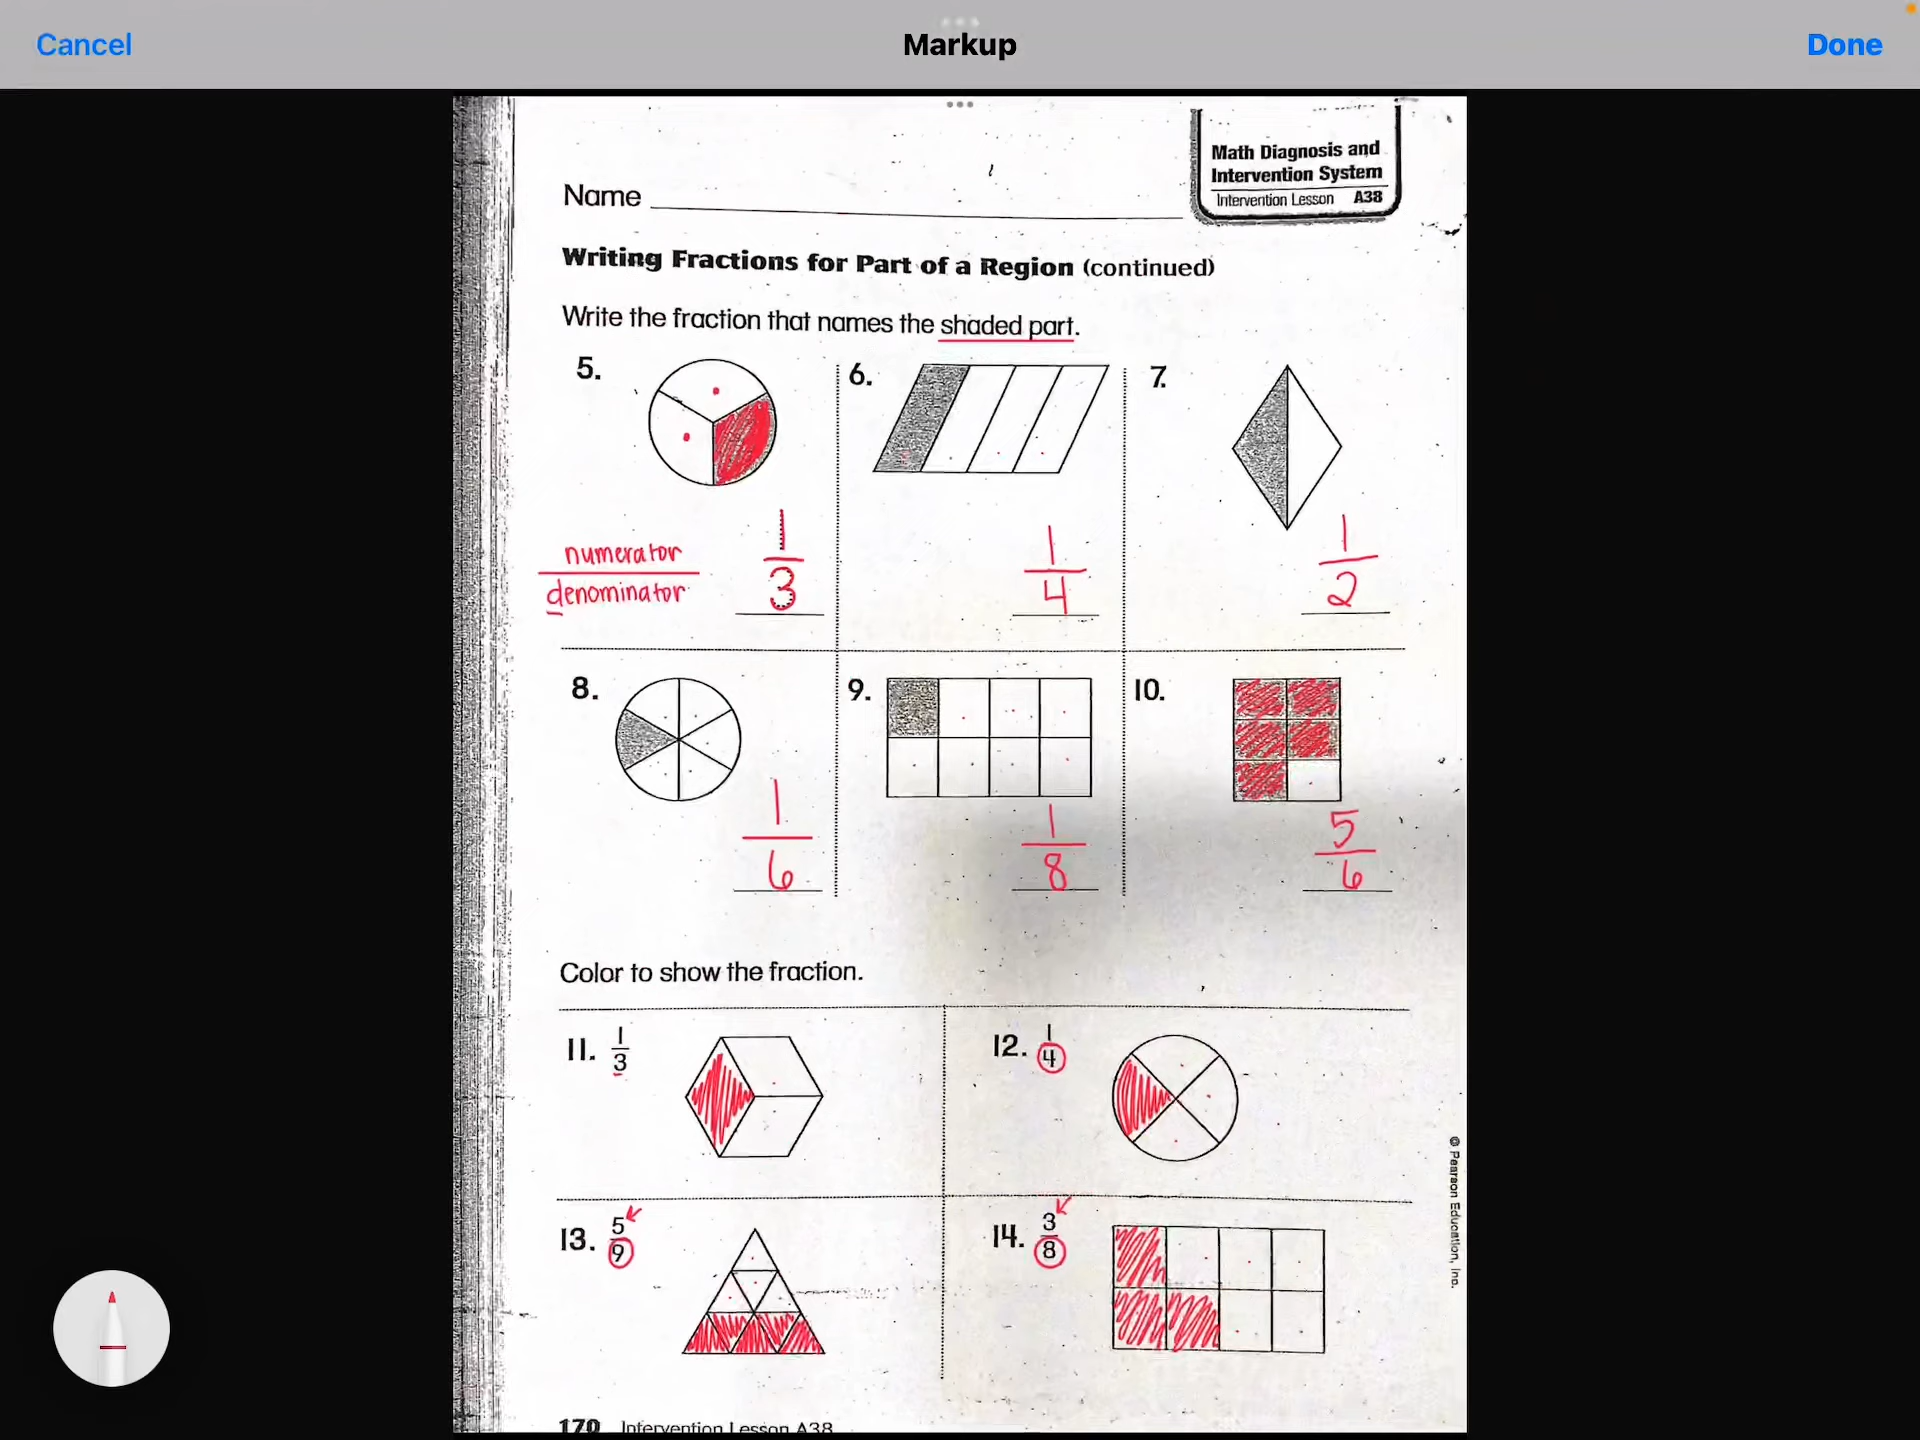 Cancel
Markup
Done
Math Diagnosis and
Intervention System
Intervention Lesson A38
Name
Writing Fractions for Part of a Region (continued)
Write the fraction that names the shaded part.
5.
6.
7.
numerator
denominator
1
3
1
4
1
2
8.
9.
10.
1
6
1
8
5
6
Color to show the fraction.
11. 1
3
12. 1
4
13. 5
9
14. 3
8
© Pearson Education, Inc.
170 Intervention Lesson A38